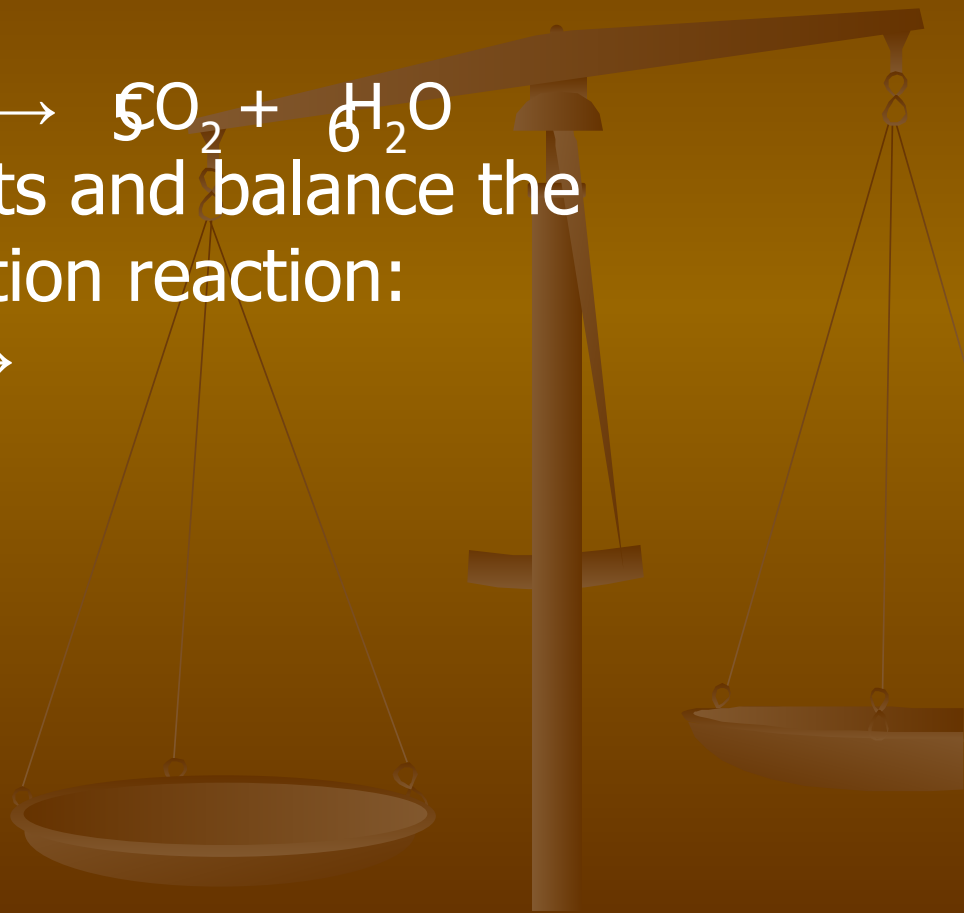 → 5CO₂ + 6H₂O
ts and balance the
tion reaction:
→